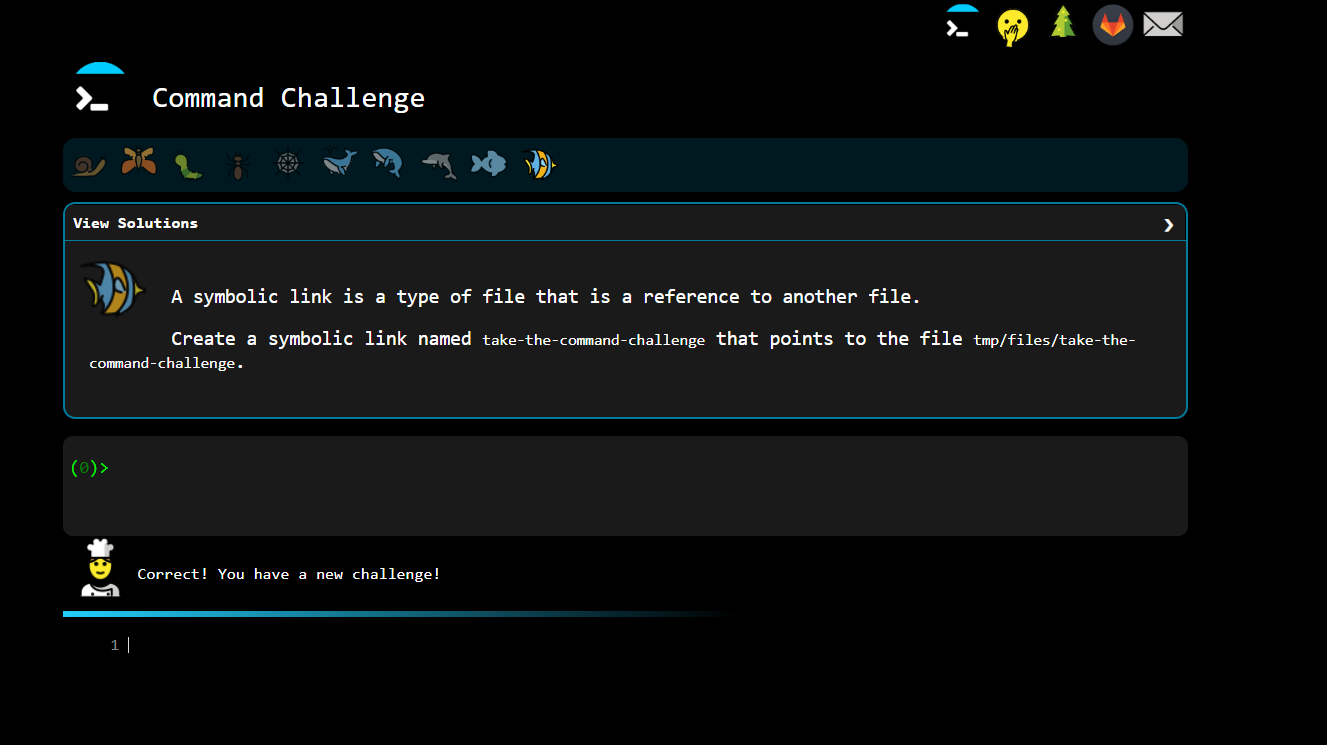 Command Challenge
View Solutions
A symbolic link is a type of file that is a reference to another file.
Create a symbolic link named take-the-command-challenge that points to the file tmp/files/take-the-
command-challenge.
(0)>
Correct! You have a new challenge!
1